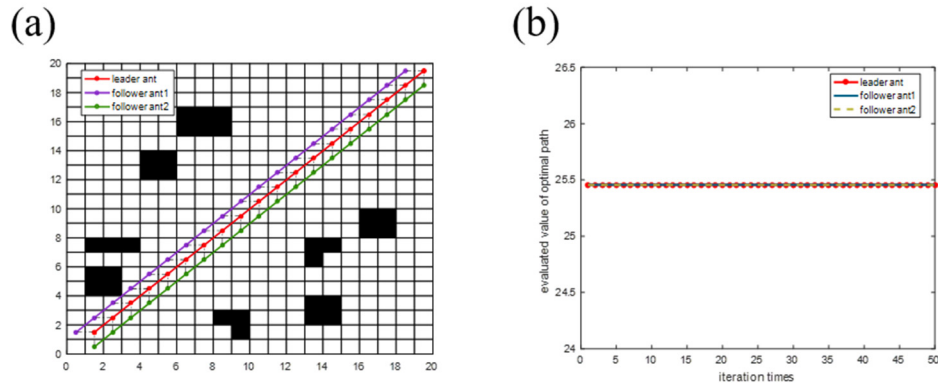 (a)
20
18
16
14
12
10
8
6
4
2
0
0 2 4 6 8 10 12 14 16 18 20
leader ant
follower ant1
follower ant2
(b)
evaluated value of optimal path
26.5
26
25.5
25
24.5
24
0 5 10 15 20 25 30 35 40 45 50
iteration times
leader ant
follower ant1
follower ant2